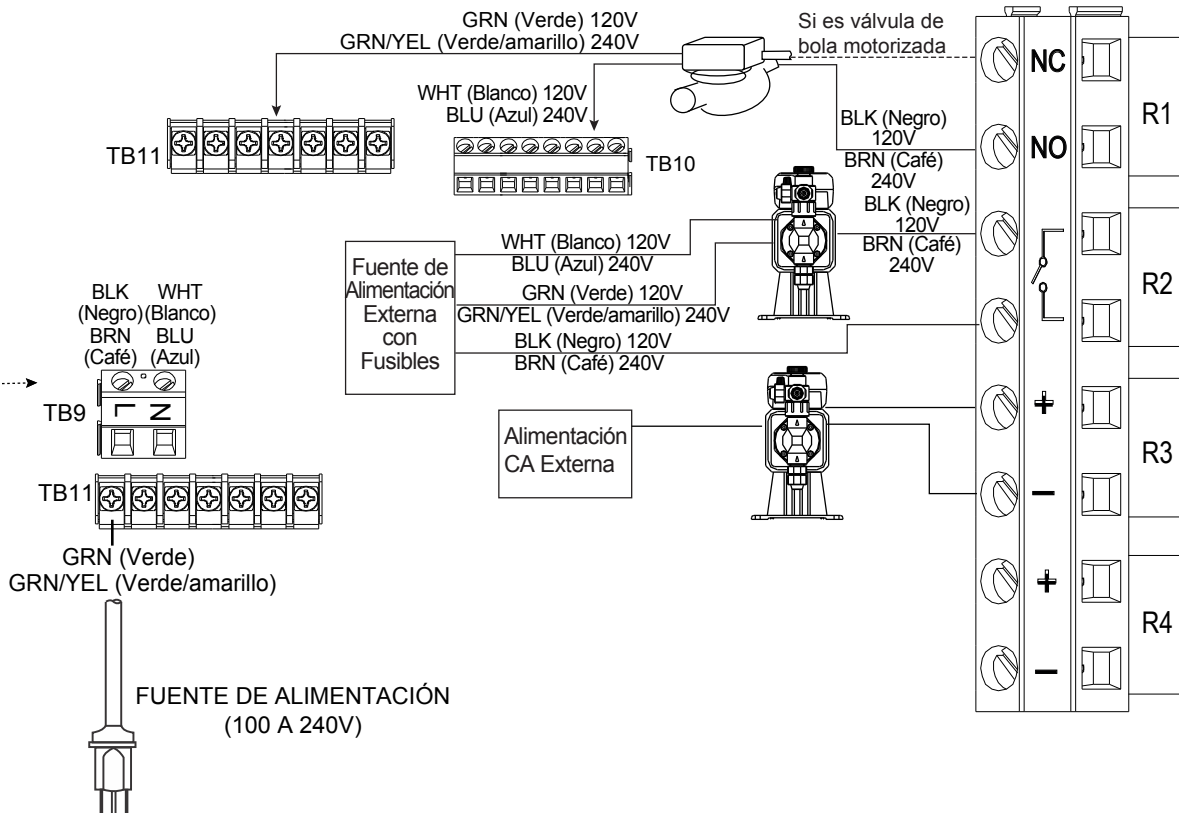 GRN (Verde) 120V
GRN/YEL (Verde/amarillo) 240V
Si es válvula de
bola motorizada
WHT (Blanco) 120V
BLU (Azul) 240V
TB11
TB10
BLK (Negro)
120V
BRN (Café)
240V
NC
NO
R1
Fuente de
Alimentación
Externa
con
Fusibles
WHT (Blanco) 120V
BLU (Azul) 240V
GRN (Verde) 120V
GRN/YEL (Verde/amarillo) 240V
BLK (Negro) 120V
BRN (Café) 240V
BLK (Negro)
120V
BRN (Café)
240V
R2
BLK
(Negro)
BRN
(Café)
WHT
(Blanco)
BLU
(Azul)
TB9
L N
Alimentación
CA Externa
+
−
R3
TB11
GRN (Verde)
GRN/YEL (Verde/amarillo)
+
−
R4
FUENTE DE ALIMENTACIÓN
(100 A 240V)